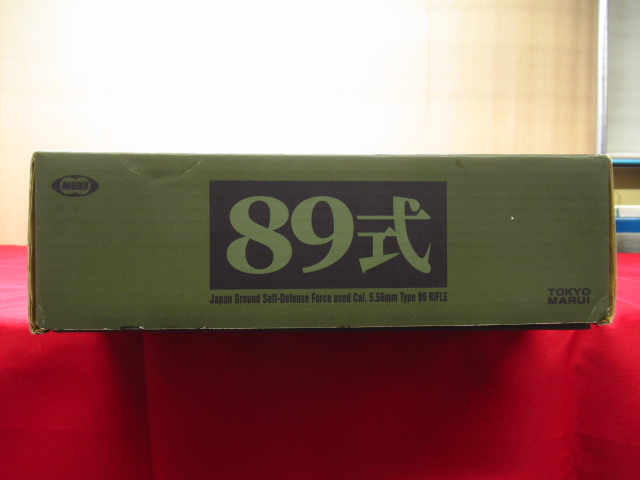 MARUI
89式
Japan Ground Self-Defense Force used Cal. 5.56mm Type 89 RIFLE
TOKYO
MARUI